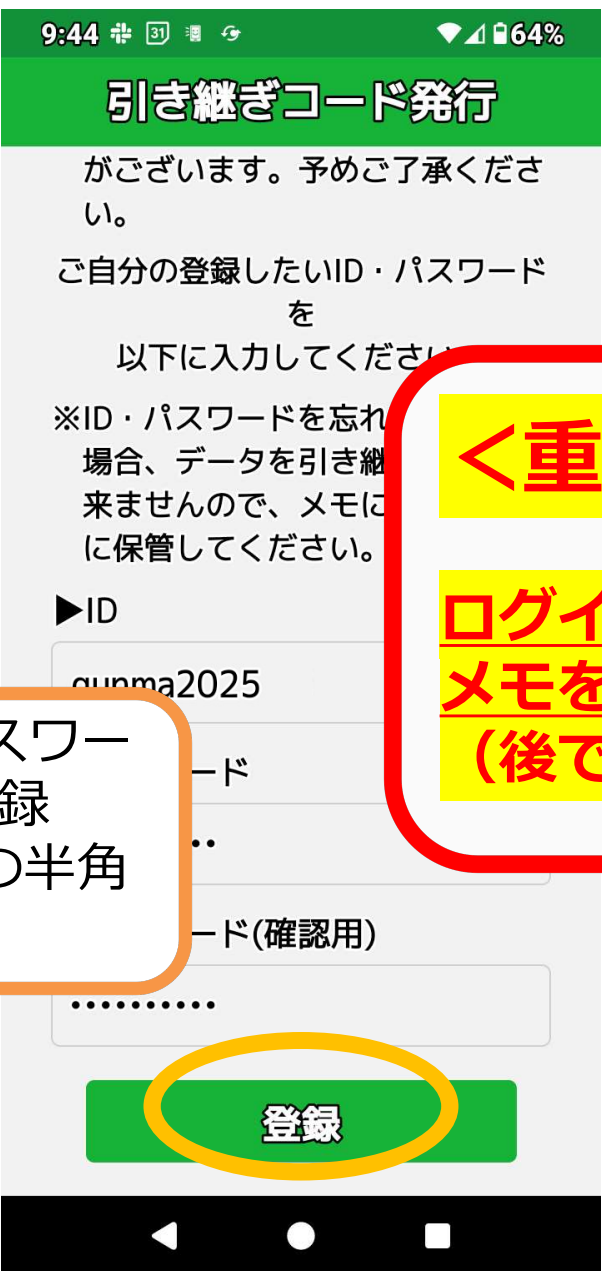 9:44
31
64%
引き継ぎコード発行
がございます。予めご了承くださ
い。
ご自分の登録したいID・パスワード
を
以下に入力してくださ
※ID・パスワードを忘れ
場合、データを引き継
来ませんので、メモに
に保管してください。
<重
ログイ
メモを
（後で
▶ID
gunma2025
スワー
録
の半角
ード
••
ード(確認用)
••••••••••
登録